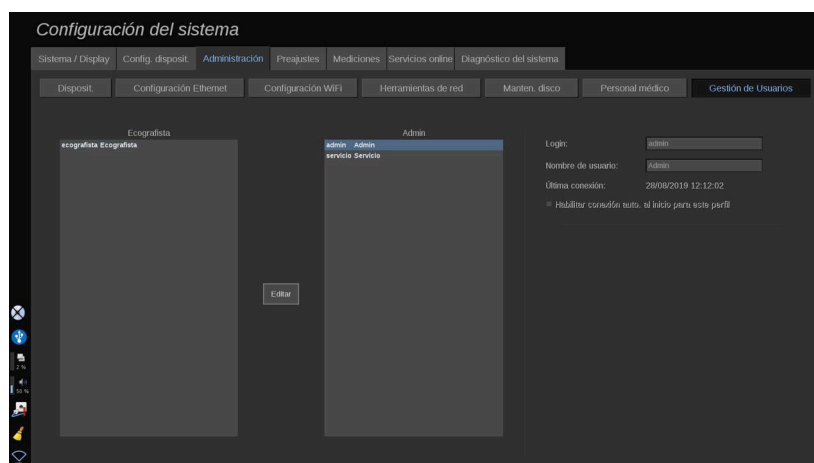 Configuración del sistema
Sistema / Display Config. disposit. Administración Preajustes Mediciones Servicios online Diagnóstico del sistema
Disposit. Configuración Ethernet Configuración WiFi Herramientas de red Manten. disco Personal médico Gestión de Usuarios
Ecografista
ecografista Ecografista
Admin
admin Admin
servicio Servicio
Editar
Login: admin
Nombre de usuario: Admin
Última conexión: 28/08/2019 12:12:02
Habilitar conexión auto. al inicio para este perfil
2 %
50 %